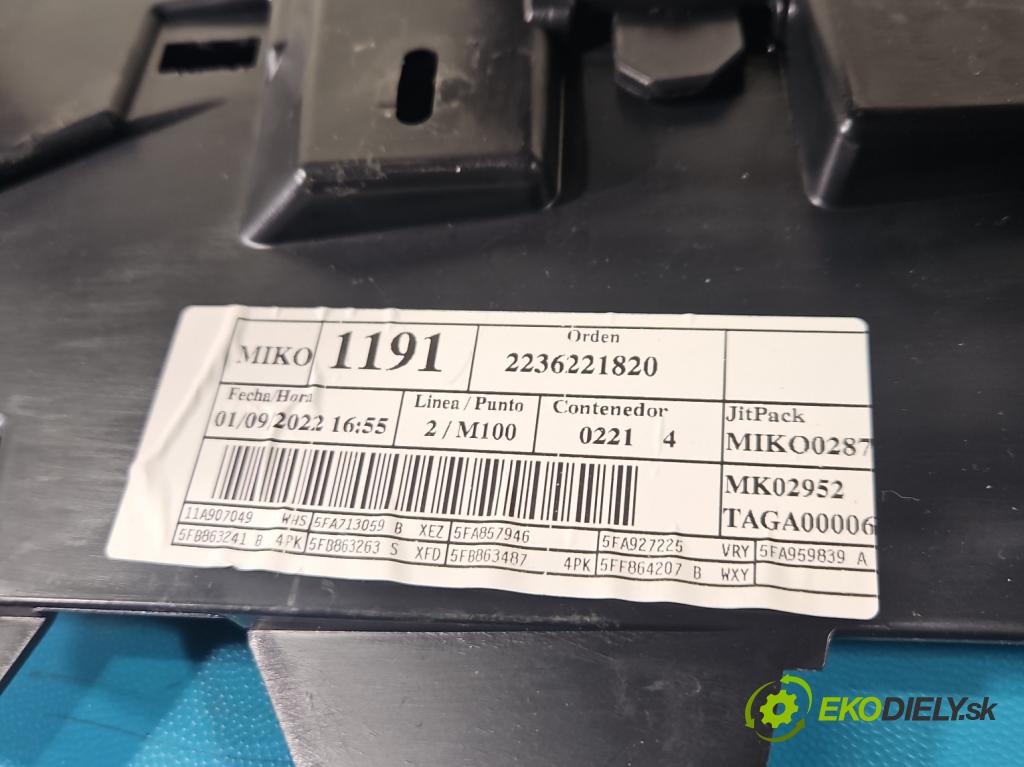 MIKO 1191 Orden 2236221820
Fecha/Hora Linea / Punto Contenedor JitPack
01/09/2022 16:55 2 / M100 0221 4 MIKO0287
MK02952
TAGA00006
11A907049 WHS 5FA713059 B XEZ 5FA857946 5FA927225 VRY 5FA959839 A
5FB863241 B 4PK 5FB863263 S XFD 5FB863487 4PK 5FF864207 B WXY
EKODIELY.sk